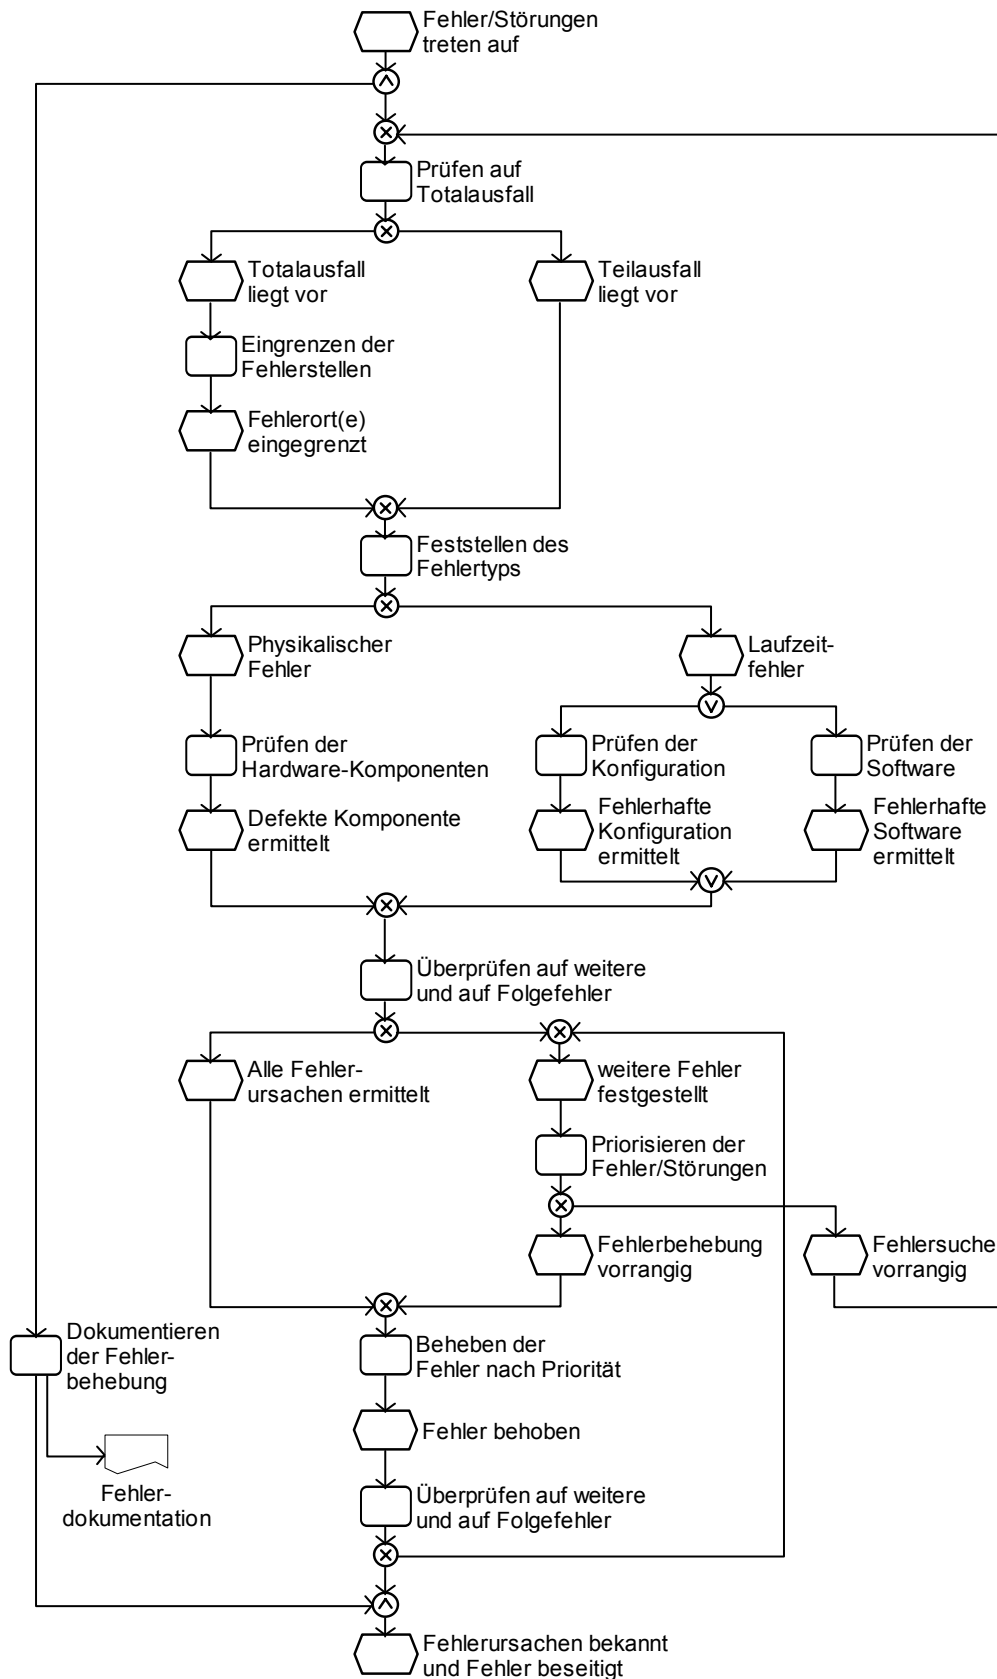 Fehler/Störungen
treten auf
Prüfen auf
Totalausfall
Totalausfall
liegt vor
Teilausfall
liegt vor
Eingrenzen der
Fehlerstellen
Fehlerort(e)
eingegrenzt
Feststellen des
Fehlertyps
Physikalischer
Fehler
Laufzeit-
fehler
Prüfen der
Hardware-Komponenten
Prüfen der
Konfiguration
Prüfen der
Software
Defekte Komponente
ermittelt
Fehlerhafte
Konfiguration
ermittelt
Fehlerhafte
Software
ermittelt
Überprüfen auf weitere
und auf Folgefehler
Alle Fehler-
ursachen ermittelt
weitere Fehler
festgestellt
Priorisieren der
Fehler/Störungen
Fehlerbehebung
vorrangig
Fehlersuche
vorrangig
Dokumentieren
der Fehler-
behebung
Beheben der
Fehler nach Priorität
Fehler behoben
Fehler-
dokumentation
Überprüfen auf weitere
und auf Folgefehler
Fehlerursachen bekannt
und Fehler beseitigt